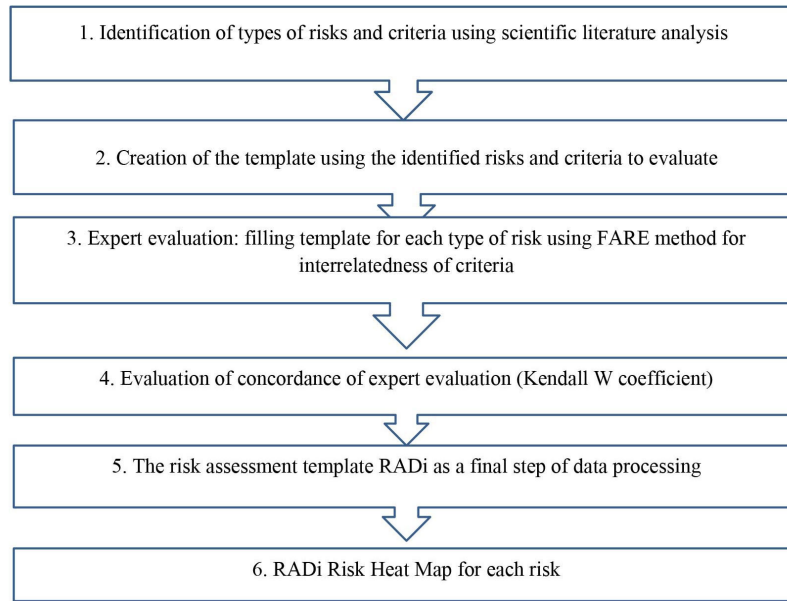 1. Identification of types of risks and criteria using scientific literature analysis
2. Creation of the template using the identified risks and criteria to evaluate
3. Expert evaluation: filling template for each type of risk using FARE method for
interrelatedness of criteria
4. Evaluation of concordance of expert evaluation (Kendall W coefficient)
5. The risk assessment template RADi as a final step of data processing
6. RADi Risk Heat Map for each risk